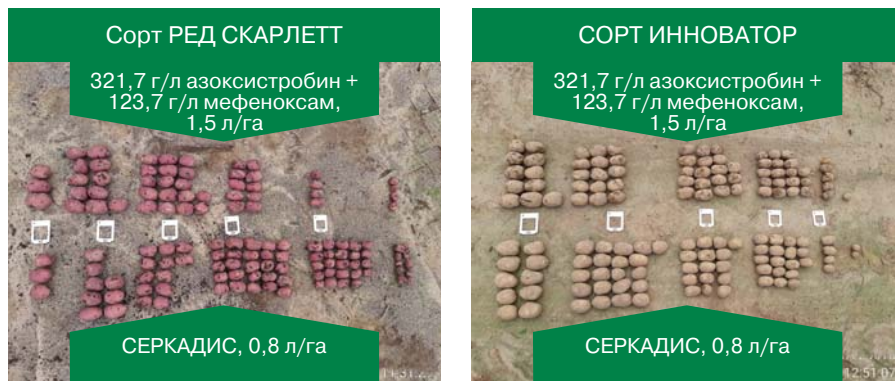 Сорт РЕД СКАРЛЕТТ
321,7 г/л азоксистробин +
123,7 г/л мефеноксам,
1,5 л/га
СЕРКАДИС, 0,8 л/га
СОРТ ИННОВАТОР
321,7 г/л азоксистробин +
123,7 г/л мефеноксам,
1,5 л/га
СЕРКАДИС, 0,8 л/га